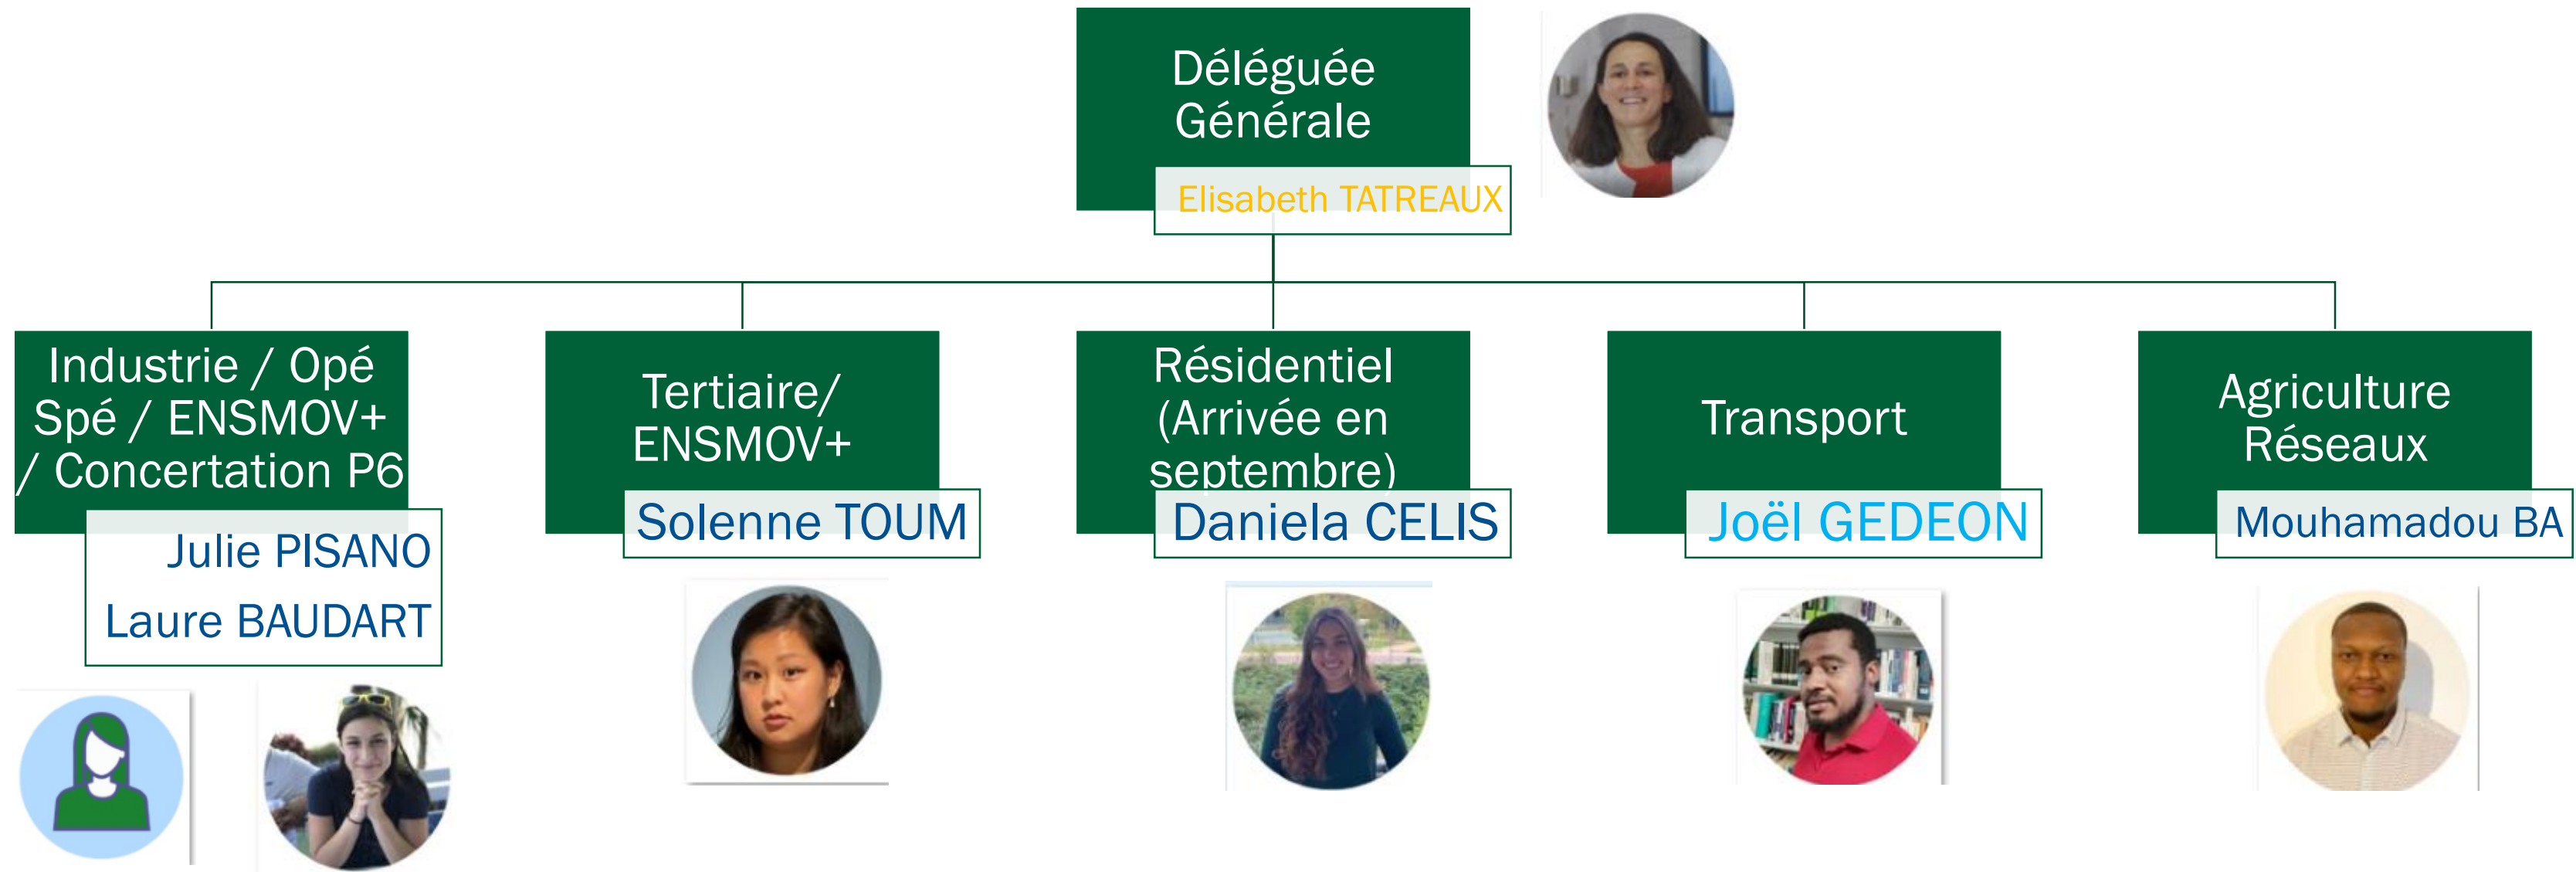 Déléguée
Générale
Elisabeth TATREAUX
Industrie / Opé
Spé / ENSMOV+
/ Concertation P6
Julie PISANO
Laure BAUDART
Tertiaire/
ENSMOV+
Solenne TOUM
Résidentiel
(Arrivée en
septembre)
Daniela CELIS
Transport
Joël GEDEON
Agriculture
Réseaux
Mouhamadou BA